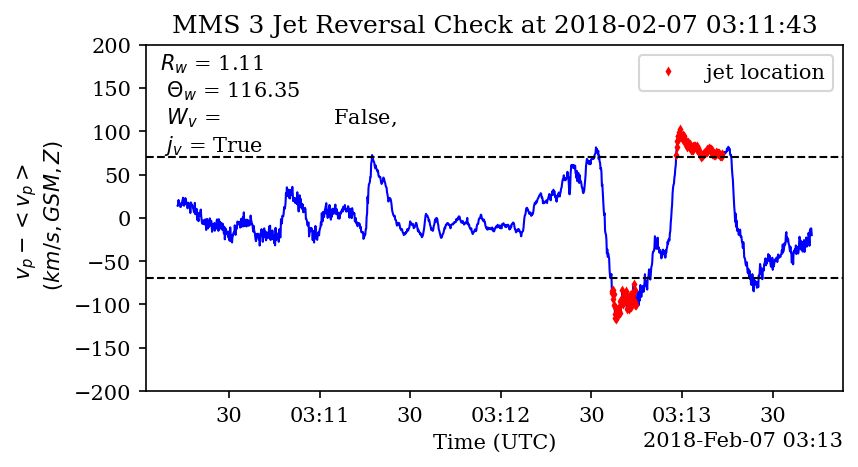 MMS 3 Jet Reversal Check at 2018-02-07 03:11:43
200
150
100
50
0
−50
−100
−150
−200
v_p − < v_p >
(km/s, GSM, Z)
R_w = 1.11
Θ_w = 116.35
W_v = False,
j_v = True
jet location
30 03:11 30 03:12 30 03:13 30
Time (UTC)
2018-Feb-07 03:13